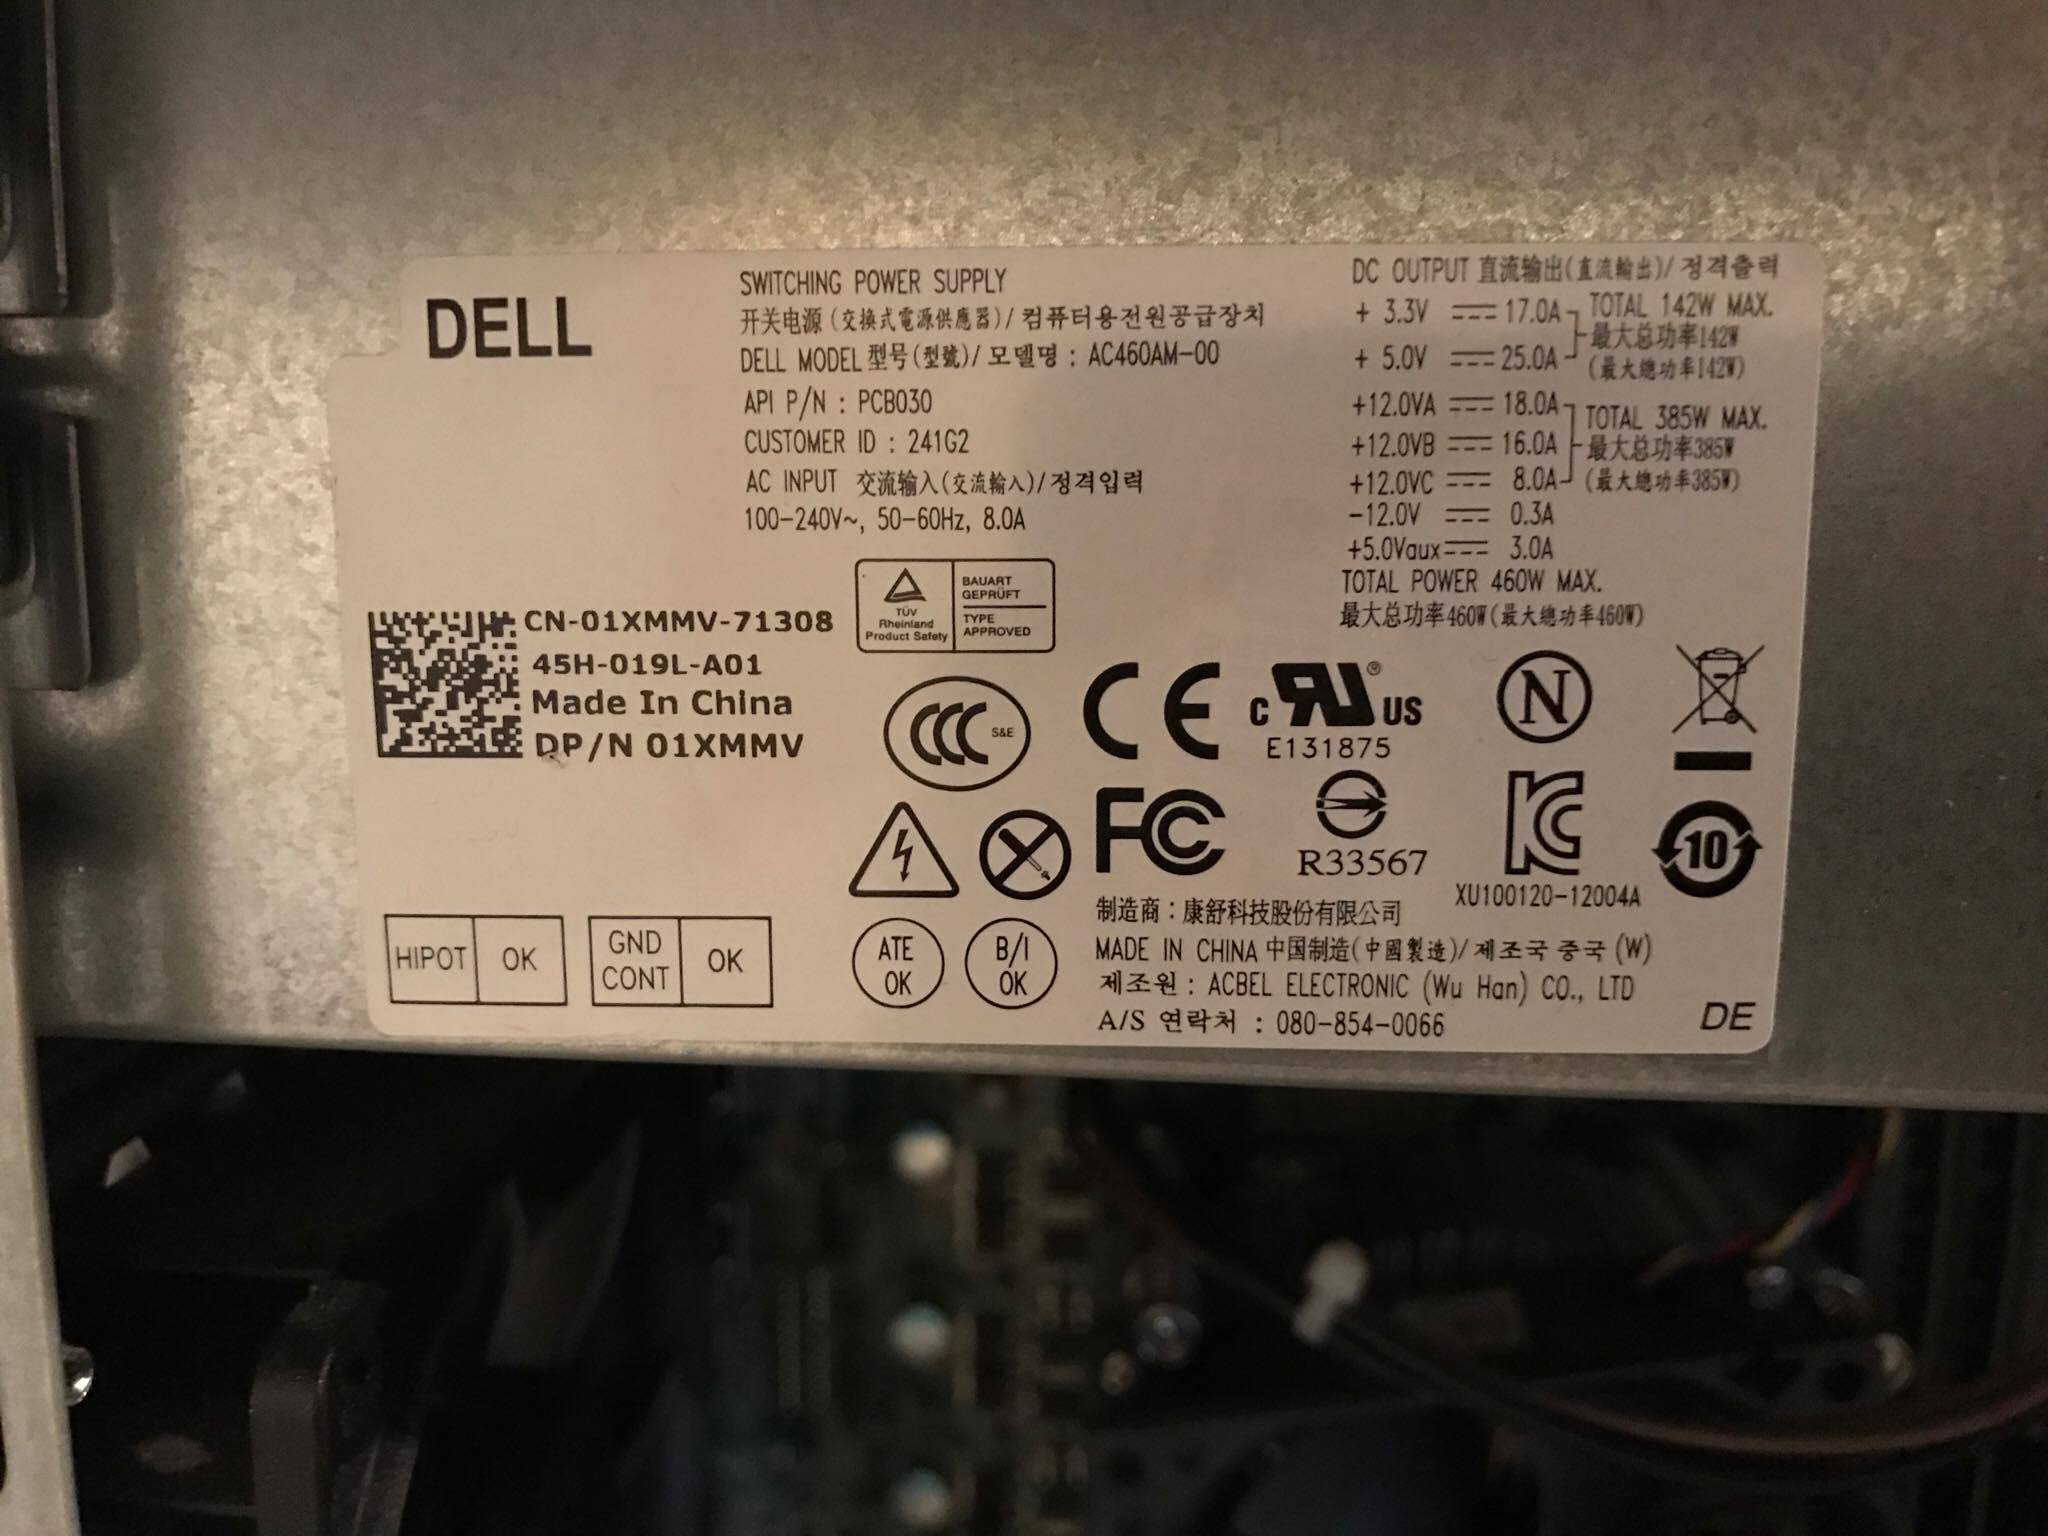 DELL
SWITCHING POWER SUPPLY
开关电源(交換式電源供應器)/컴퓨터용전원공급장치
DELL MODEL 型号(型號)/모델명 : AC460AM-00
API P/N : PCB030
CUSTOMER ID : 241G2
AC INPUT 交流输入(交流輸入)/정격입력
100-240V~, 50-60Hz, 8.0A
DC OUTPUT 直流输出(直流輸出)/정격출력
+ 3.3V ⎓ 17.0A
+ 5.0V ⎓ 25.0A
TOTAL 142W MAX.
最大总功率142W
(最大總功率142W)
+12.0VA ⎓ 18.0A
+12.0VB ⎓ 16.0A
+12.0VC ⎓ 8.0A
TOTAL 385W MAX.
最大总功率385W
(最大總功率385W)
-12.0V ⎓ 0.3A
+5.0Vaux ⎓ 3.0A
TOTAL POWER 460W MAX.
最大总功率460W(最大總功率460W)
CN-01XMMV-71308
45H-019L-A01
Made In China
DP/N 01XMMV
TÜV
Rheinland
Product Safety
BAUART
GEPRÜFT
TYPE
APPROVED
CCC S&E
CE
c RU® US
E131875
N
FC
R33567
KC
XU100120-12004A
10
HIPOT OK
GND
CONT
OK
ATE
OK
B/I
OK
制造商：康舒科技股份有限公司
MADE IN CHINA 中国制造(中國製造)/제조국 중국 (W)
제조원 : ACBEL ELECTRONIC (Wu Han) CO., LTD
A/S 연락처 : 080-854-0066
DE